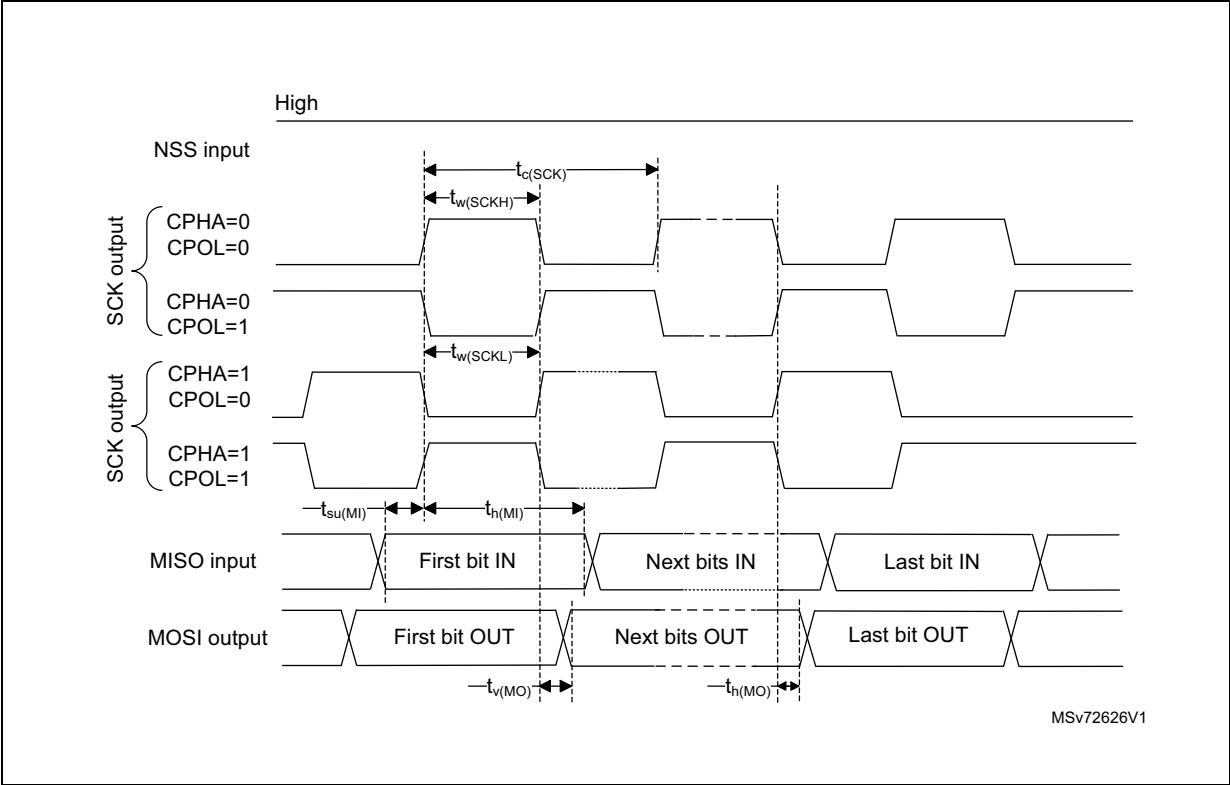 High
NSS input
tc(SCK)
tw(SCKH)
SCK output
CPHA=0
CPOL=0
CPHA=0
CPOL=1
tw(SCKL)
SCK output
CPHA=1
CPOL=0
CPHA=1
CPOL=1
tsu(MI)
th(MI)
MISO input
First bit IN
Next bits IN
Last bit IN
MOSI output
First bit OUT
Next bits OUT
Last bit OUT
tv(MO)
th(MO)
MSv72626V1